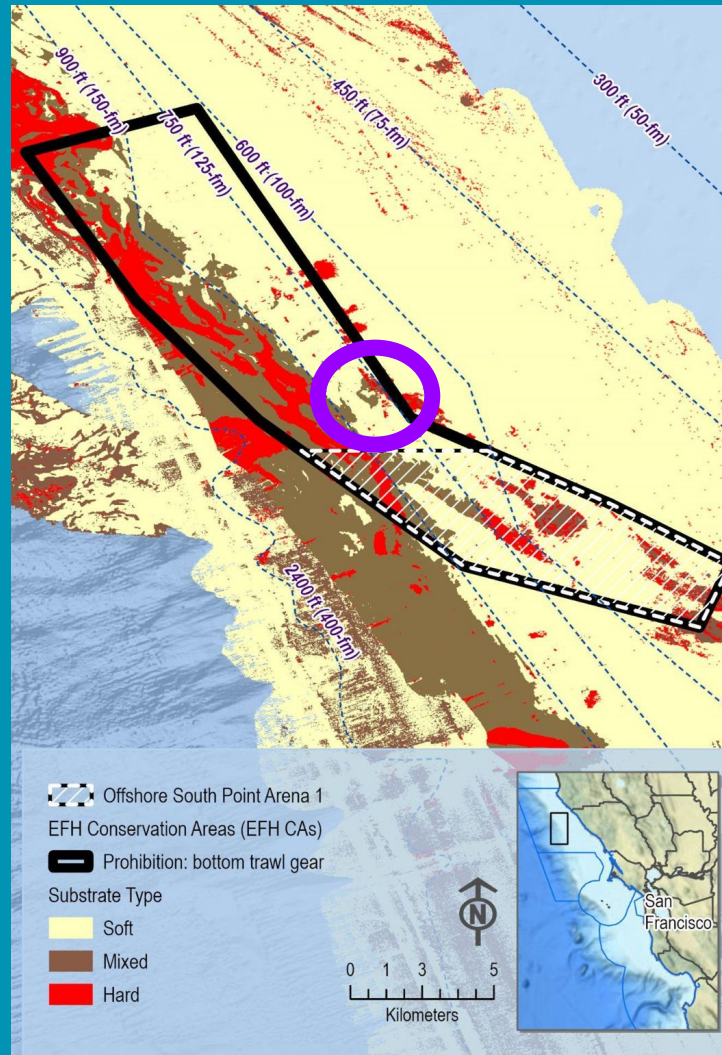 900 ft (150-fm)
750 ft (125-fm)
600 ft (100-fm)
450 ft (75-fm)
300 ft (50-fm)
2400 ft (400-fm)
Offshore South Point Arena 1
EFH Conservation Areas (EFH CAs)
Prohibition: bottom trawl gear
Substrate Type
Soft
Mixed
Hard
N
0 1 3 5
Kilometers
San
Francisco